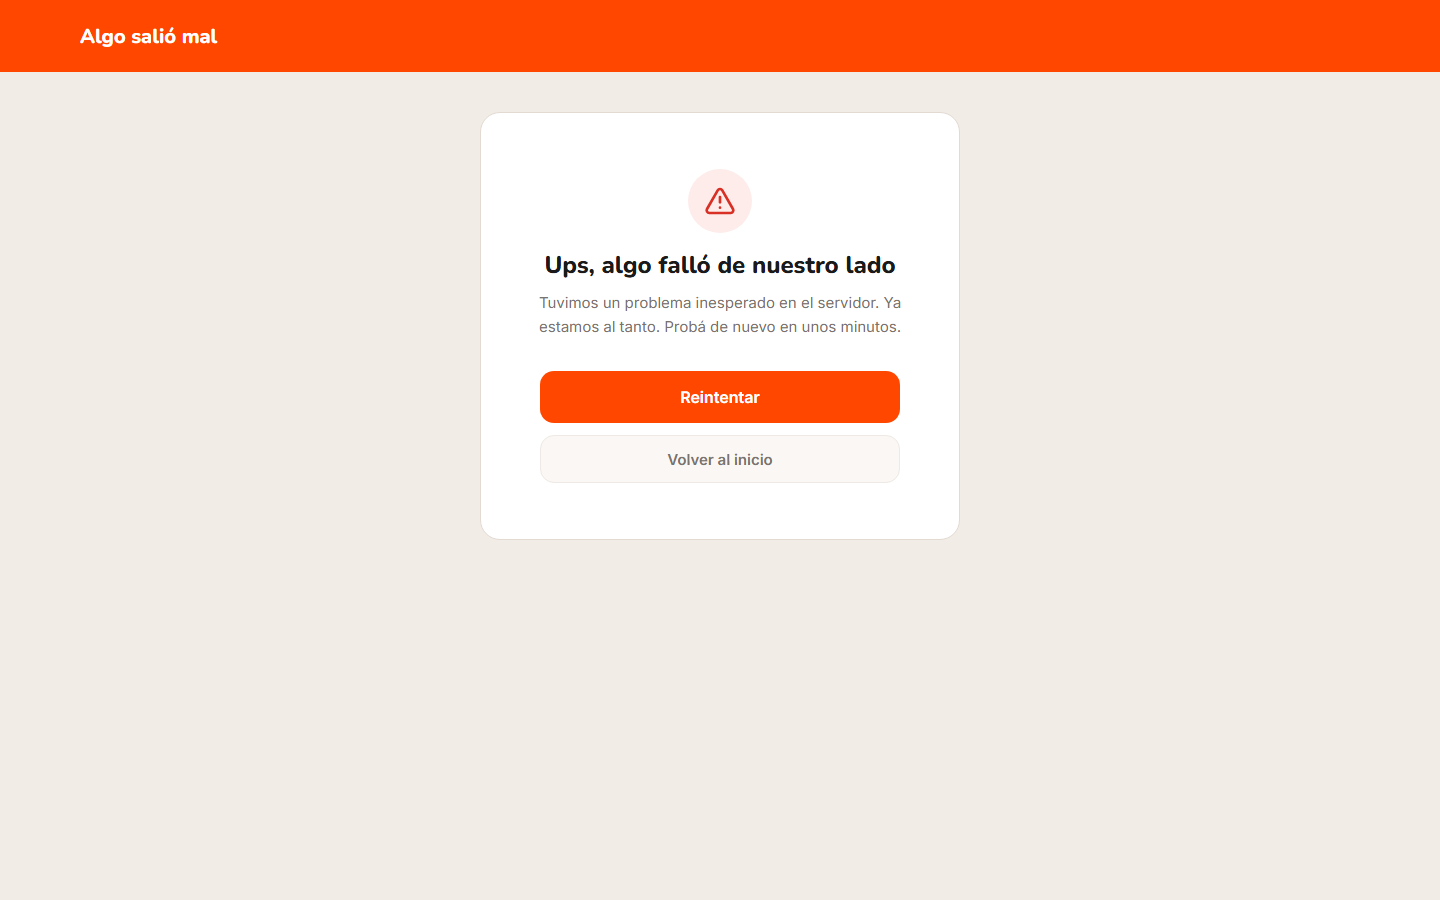 Algo salió mal
Ups, algo falló de nuestro lado
Tuvimos un problema inesperado en el servidor. Ya
estamos al tanto. Probá de nuevo en unos minutos.
Reintentar
Volver al inicio